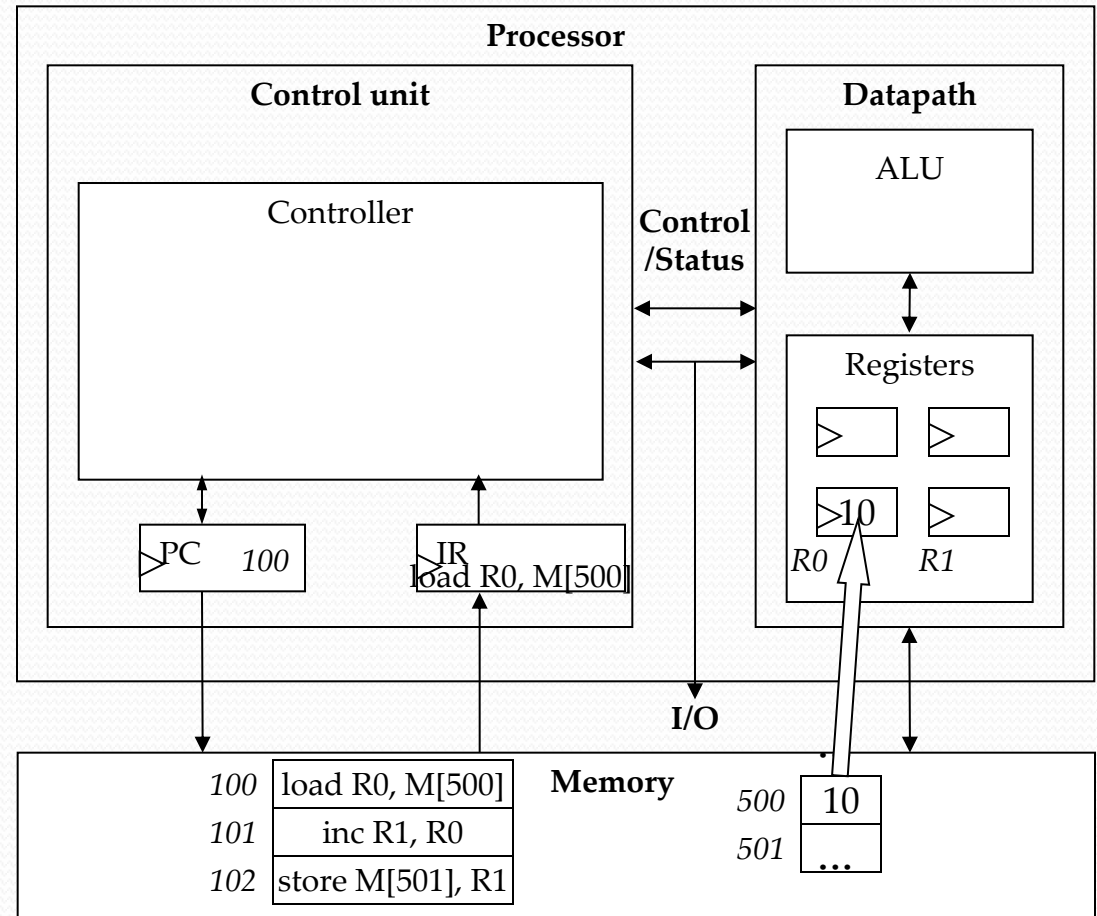 Processor
Control unit
Datapath
ALU
Controller
Control
/Status
Registers
10
PC 100
IR
load R0, M[500]
R0 R1
I/O
Memory
100 load R0, M[500]
101 inc R1, R0
102 store M[501], R1
500 10
501 ...